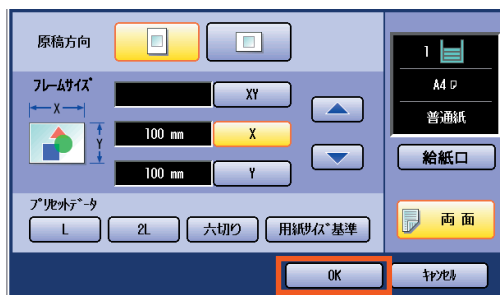 原稿方向
フレームサイズ
X
Y
XY
100 mm X
100 mm Y
プリセットデータ
L 2L 六切り 用紙サイズ基準
1
A4
普通紙
給紙口
両面
OK キャンセル